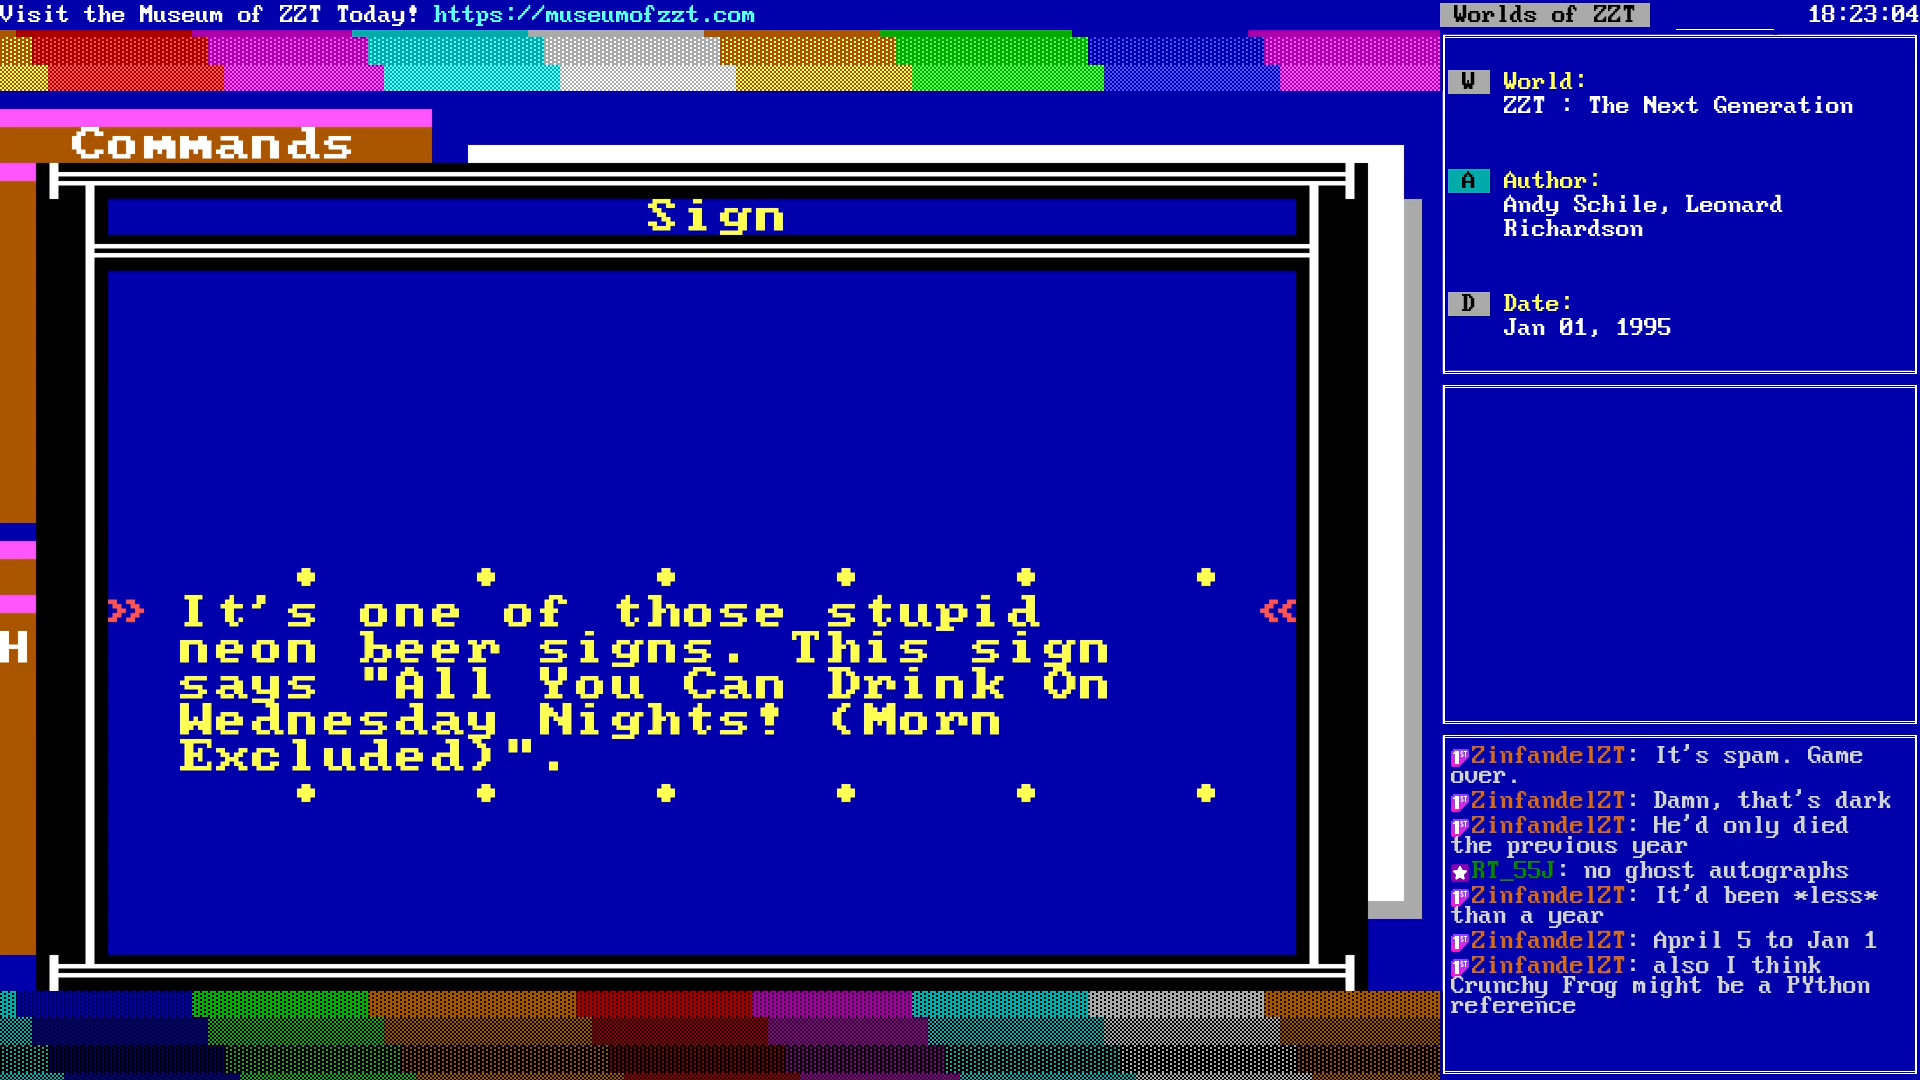 Visit the Museum of ZZT Today! https://museumofzzt.com
Worlds of ZZT
18:23:04
Commands
Sign
H
» It's one of those stupid «
neon beer signs. This sign
says "All You Can Drink On
Wednesday Nights! (Morn
Excluded)".
W World:
ZZT : The Next Generation
A Author:
Andy Schile, Leonard
Richardson
D Date:
Jan 01, 1995
ZinfandelZT: It's spam. Game
over.
ZinfandelZT: Damn, that's dark
ZinfandelZT: He'd only died
the previous year
RT_55J: no ghost autographs
ZinfandelZT: It'd been *less*
than a year
ZinfandelZT: April 5 to Jan 1
ZinfandelZT: also I think
Crunchy Frog might be a PYthon
reference